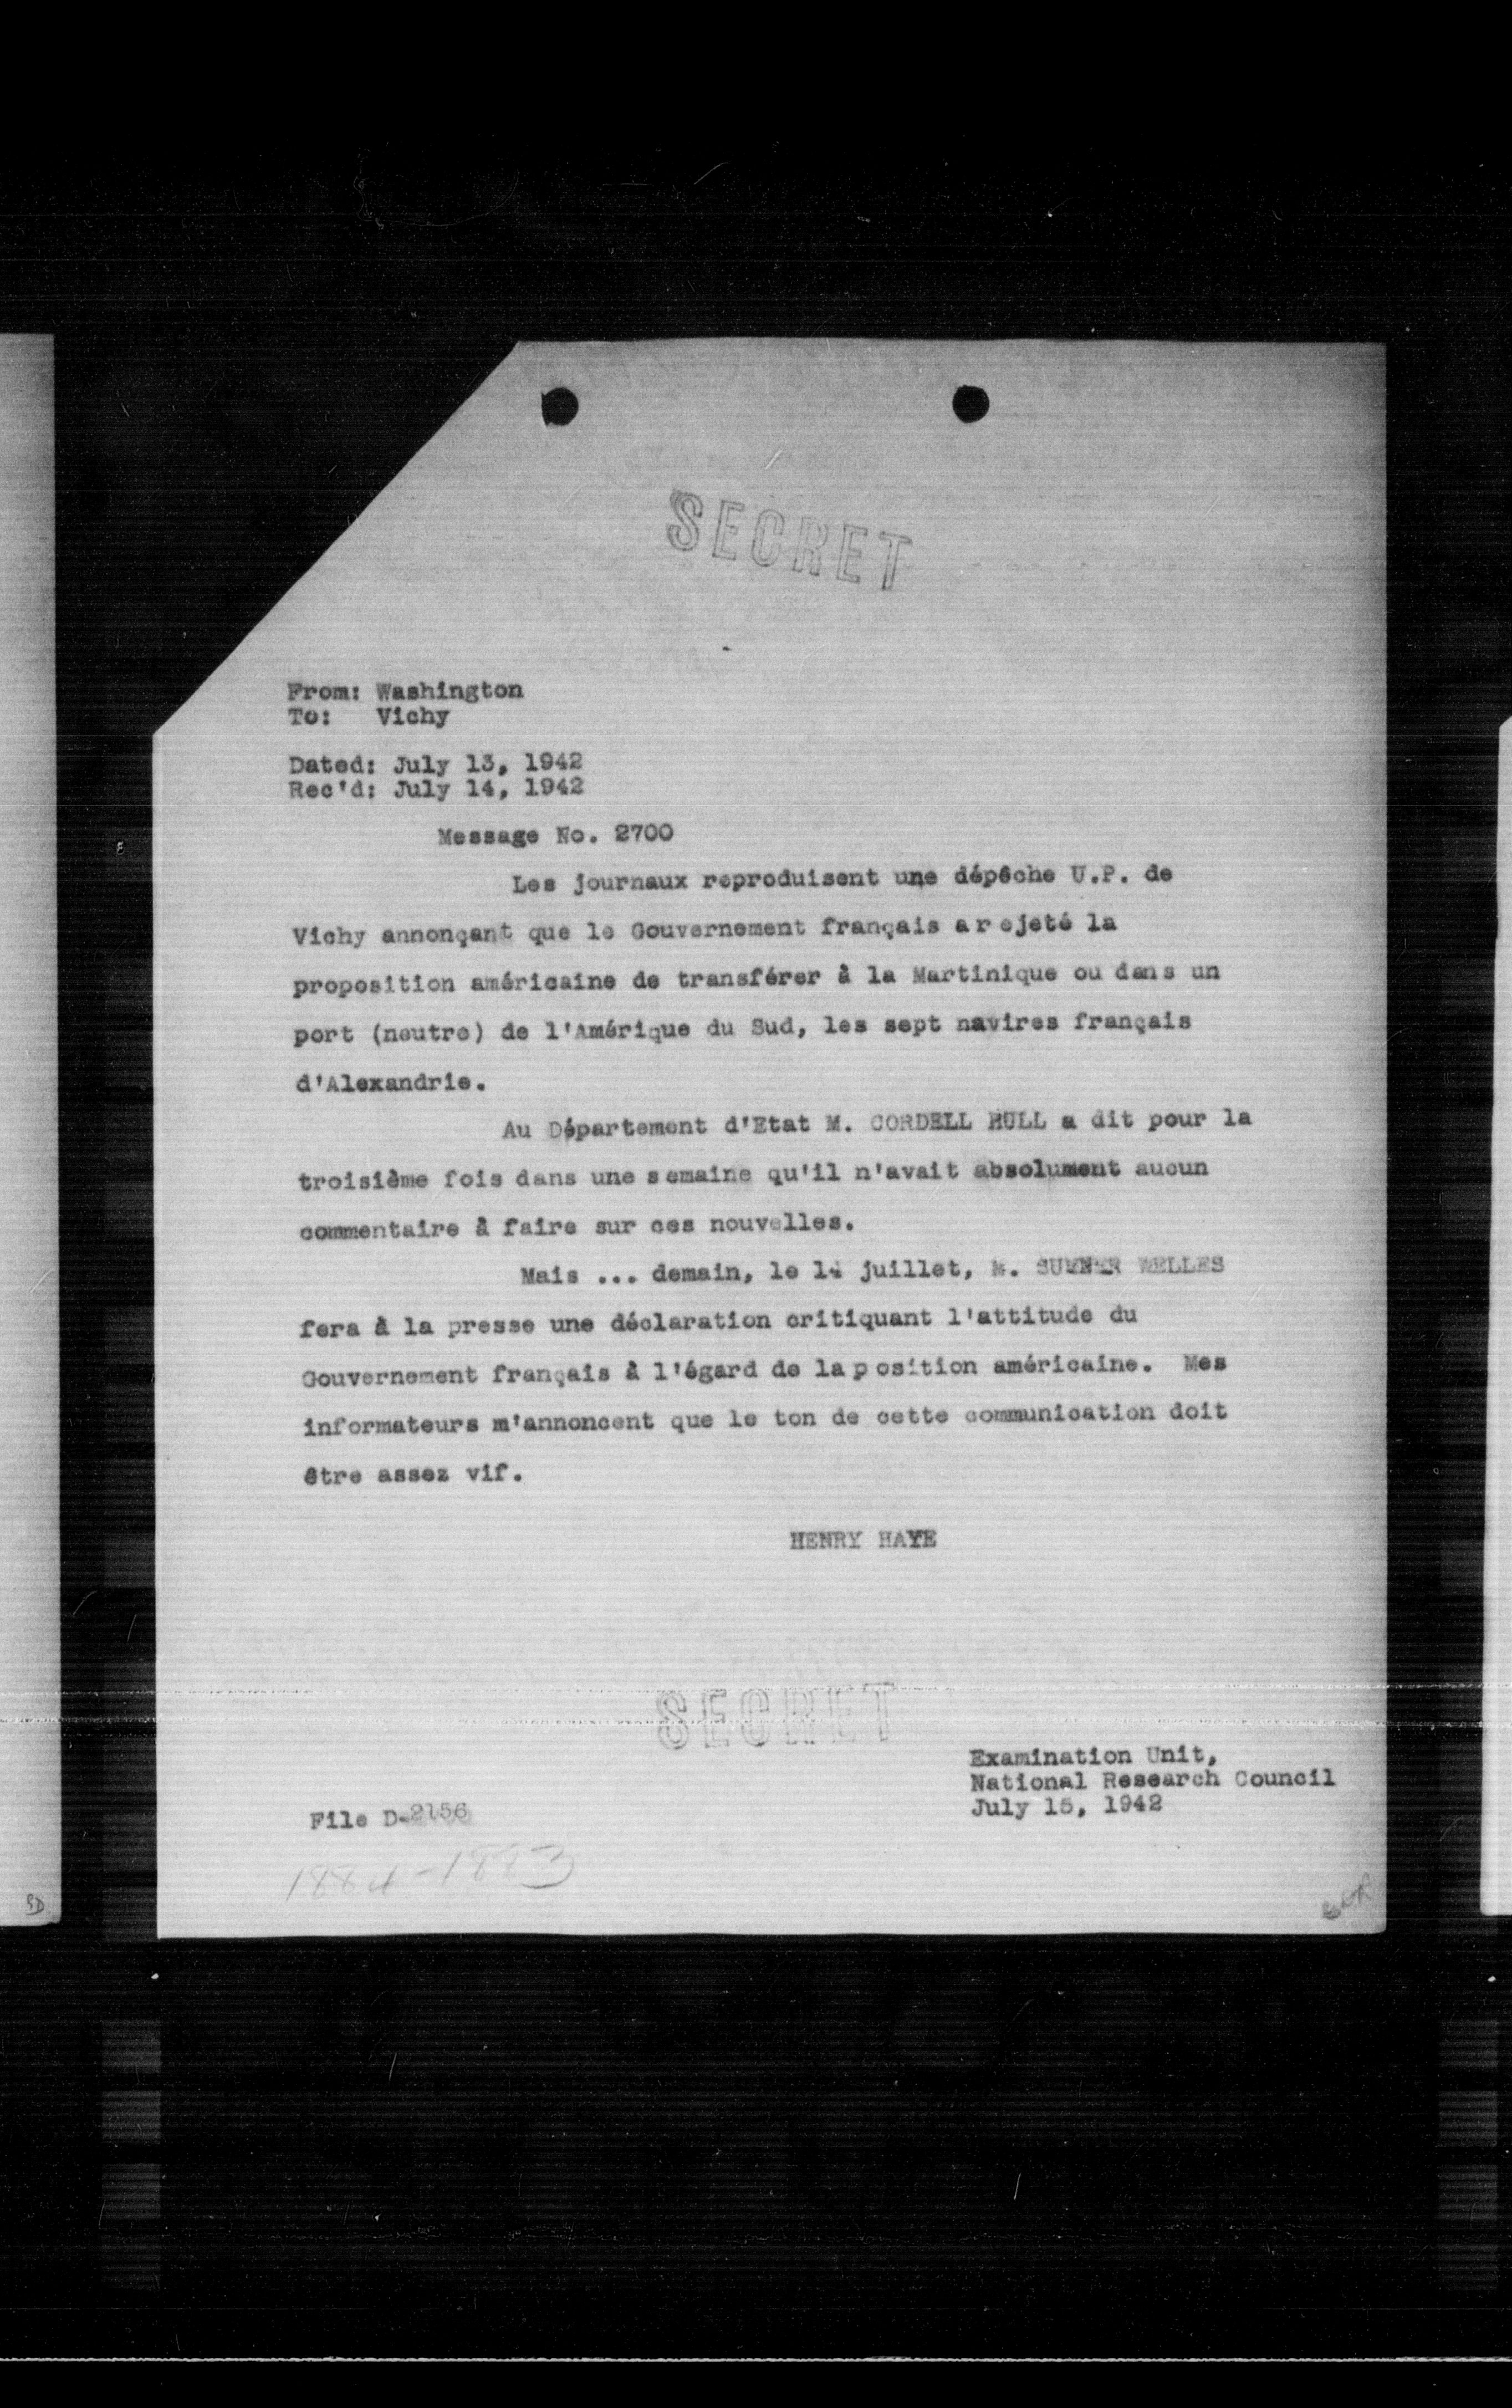 SECRET
From: Washington
To: Vichy
Dated: July 13, 1942
Rec'd: July 14, 1942
Message No. 2700
Les journaux reproduisent une dépêche U.P. de
Vichy annonçant que le Gouvernement français a rejeté la
proposition américaine de transférer à la Martinique ou dans un
port (neutre) de l'Amérique du Sud, les sept navires français
d'Alexandrie.
Au Département d'Etat M. CORDELL HULL a dit pour la
troisième fois dans une semaine qu'il n'avait absolument aucun
commentaire à faire sur ces nouvelles.
Mais ... demain, le 14 juillet, M. SUMNER WELLES
fera à la presse une déclaration critiquant l'attitude du
Gouvernement français à l'égard de la position américaine. Mes
informateurs m'annoncent que le ton de cette communication doit
être assez vif.
HENRY HAYE
SECRET
Examination Unit,
National Research Council
July 15, 1942
File D-2156
1884-1883